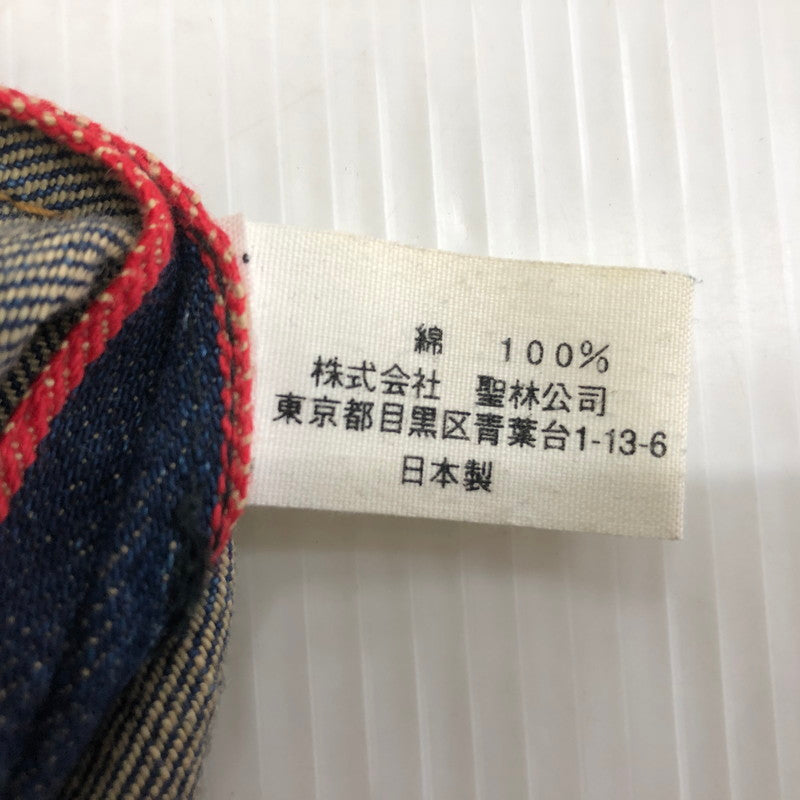 綿 100%
株式会社 聖林公司
東京都目黒区青葉台1-13-6
日本製